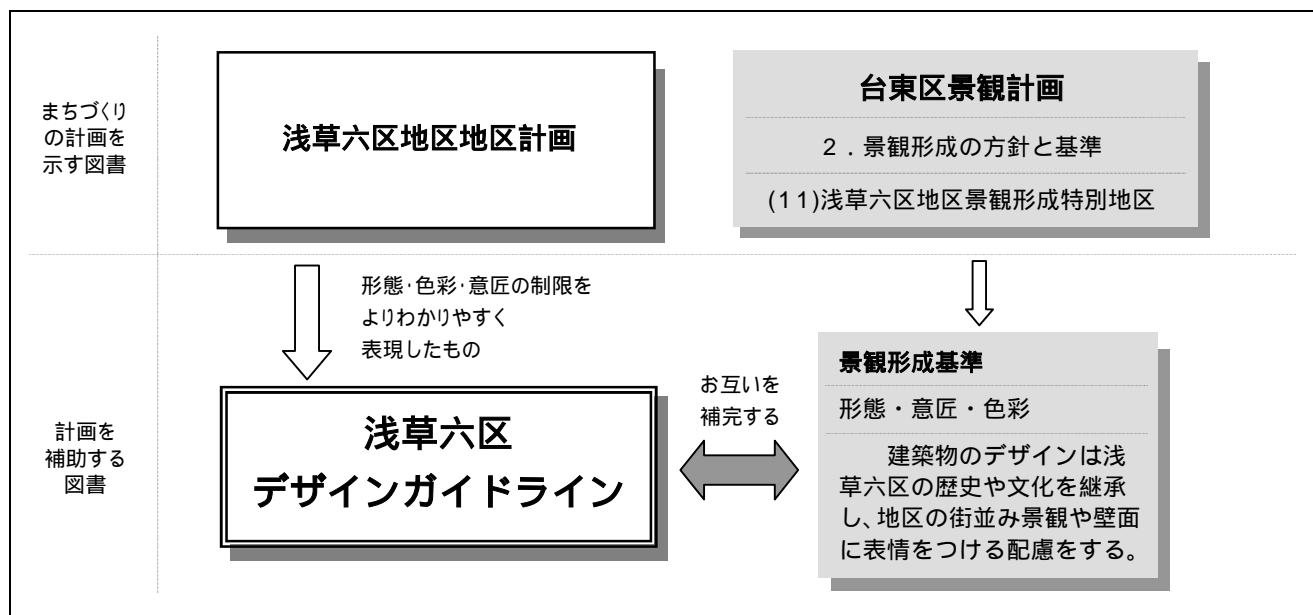 まちづくり
の計画を
示す図書
浅草六区地区地区計画
台東区景観計画
2．景観形成の方針と基準
(11)浅草六区地区景観形成特別地区
形態・色彩・意匠の制限を
よりわかりやすく
表現したもの
計画を
補助する
図書
浅草六区
デザインガイドライン
お互いを
補完する
景観形成基準
形態・意匠・色彩
建築物のデザインは浅
草六区の歴史や文化を継承
し、地区の街並み景観や壁面
に表情をつける配慮をする。